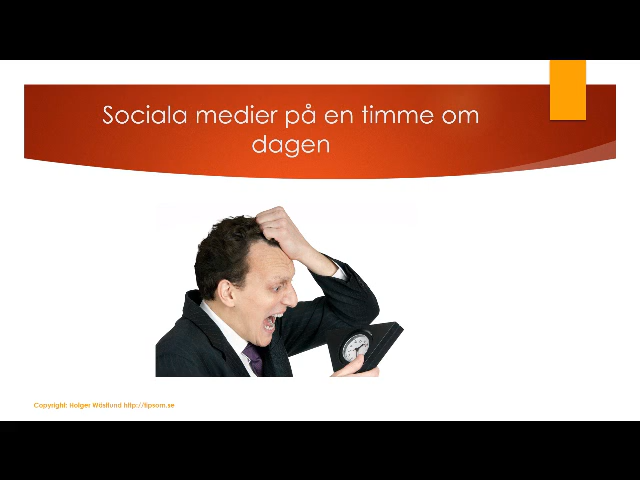 Sociala medier på en timme om
dagen
Copyright: Holger Wästlund http://tipsom.se